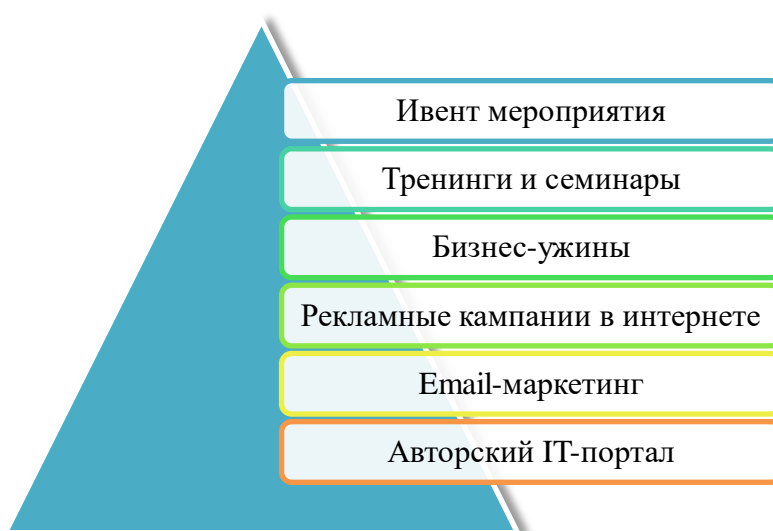 Ивент мероприятия
Тренинги и семинары
Бизнес-ужины
Рекламные кампании в интернете
Email-маркетинг
Авторский IT-портал